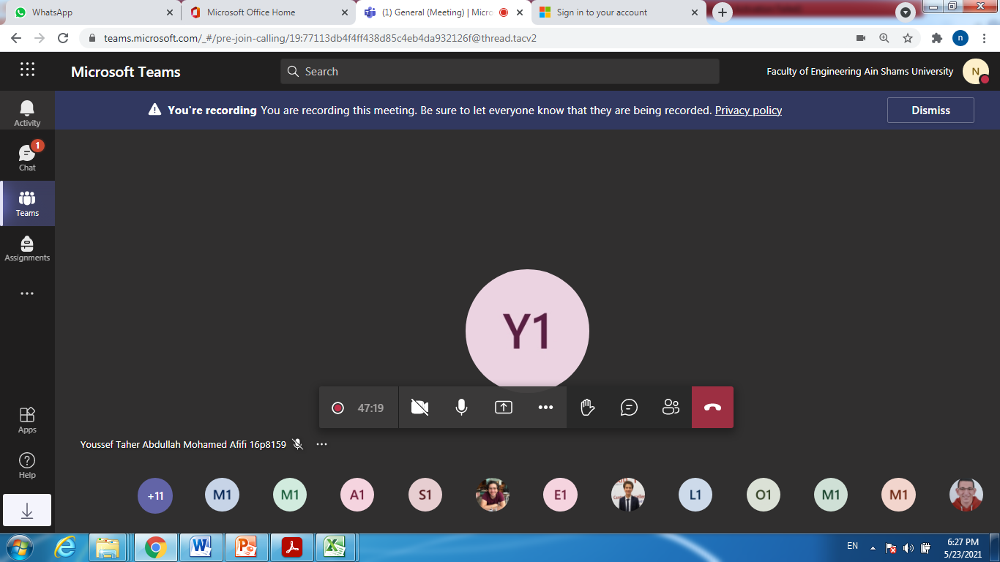 WhatsApp
Microsoft Office Home
(1) General (Meeting) | Micro
Sign in to your account
teams.microsoft.com/_#/pre-join-calling/19:77113db4f4ff438d85c4eb4da932126f@thread.tacv2
n
Microsoft Teams
Search
Faculty of Engineering Ain Shams University
N
You're recording You are recording this meeting. Be sure to let everyone know that they are being recorded. Privacy policy
Dismiss
Activity
1
Chat
Teams
Assignments
Apps
Help
Y1
47:19
Youssef Taher Abdullah Mohamed Afifi 16p8159
+11
M1
M1
A1
S1
E1
L1
O1
M1
M1
EN
6:27 PM
5/23/2021